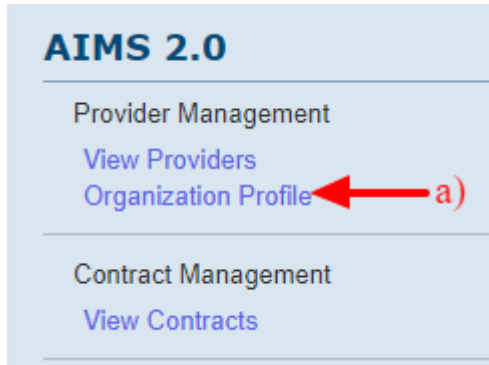 AIMS 2.0
Provider Management
View Providers
Organization Profile a)
Contract Management
View Contracts